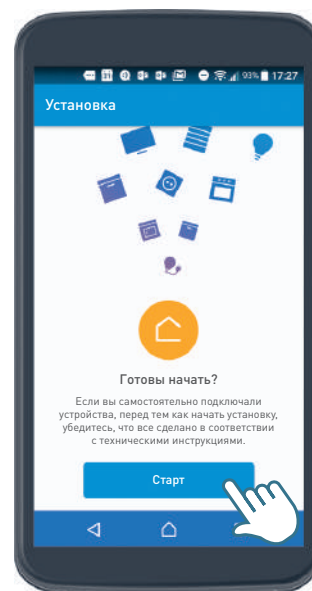 93% 17:27
Установка
Готовы начать?
Если вы самостоятельно подключали
устройства, перед тем как начать установку,
убедитесь, что все сделано в соответствии
с техническими инструкциями.
Старт